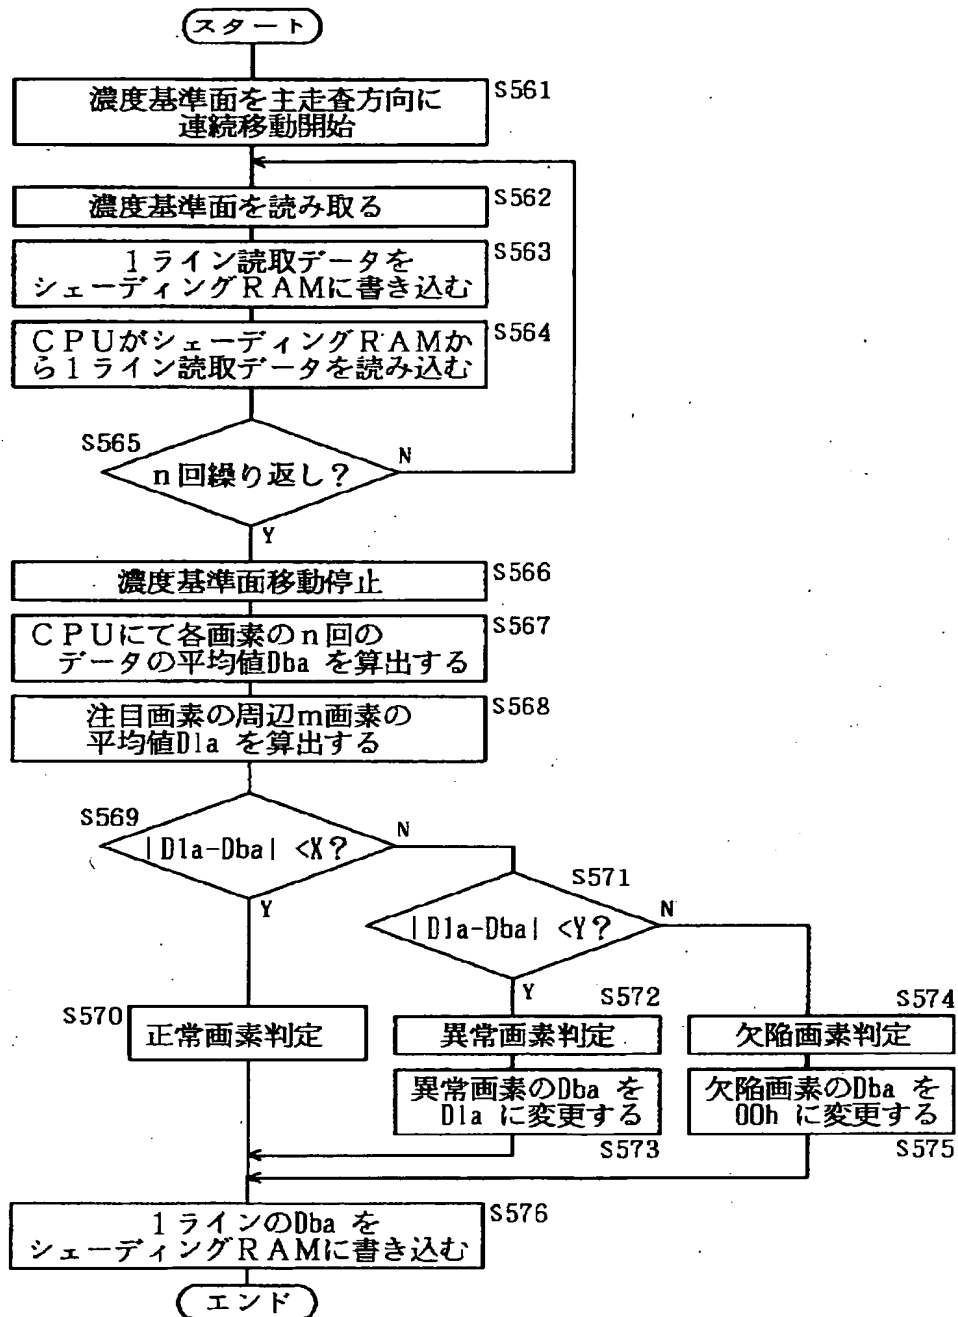 スタート
S561
濃度基準面を主走査方向に
連続移動開始
S562
濃度基準面を読み取る
S563
1ライン読取データを
シェーディングRAMに書き込む
S564
CPUがシェーディングRAMか
ら1ライン読取データを読み込む
S565
n回繰り返し?
N
Y
S566
濃度基準面移動停止
S567
CPUにて各画素のn回の
データの平均値Dba を算出する
S568
注目画素の周辺m画素の
平均値D1a を算出する
S569
|D1a-Dba| <X?
N
Y
S571
|D1a-Dba| <Y?
N
Y
S570
正常画素判定
S572
異常画素判定
S574
欠陥画素判定
異常画素のDba を
D1a に変更する
S573
欠陥画素のDba を
00h に変更する
S575
S576
1ラインのDba を
シェーディングRAMに書き込む
エンド